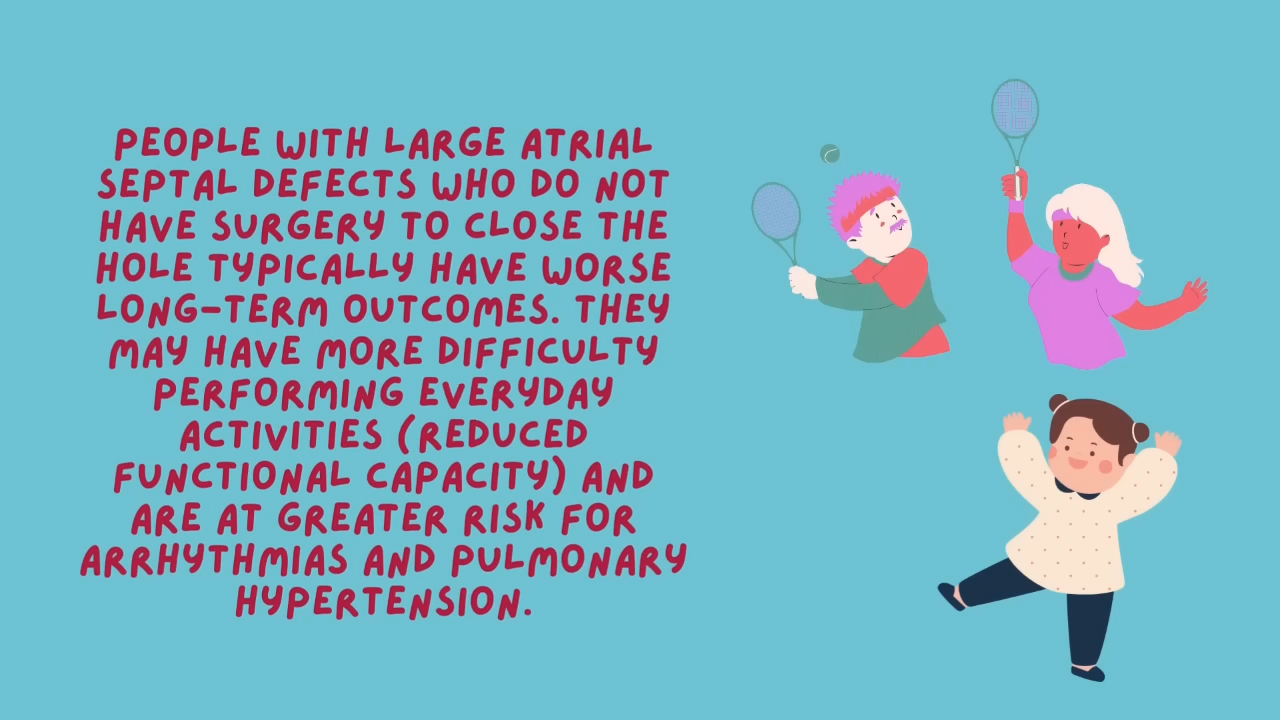 PEOPLE WITH LARGE ATRIAL
SEPTAL DEFECTS WHO DO NOT
HAVE SURGERY TO CLOSE THE
HOLE TYPICALLY HAVE WORSE
LONG-TERM OUTCOMES. THEY
MAY HAVE MORE DIFFICULTY
PERFORMING EVERYDAY
ACTIVITIES (REDUCED
FUNCTIONAL CAPACITY) AND
ARE AT GREATER RISK FOR
ARRHYTHMIAS AND PULMONARY
HYPERTENSION.